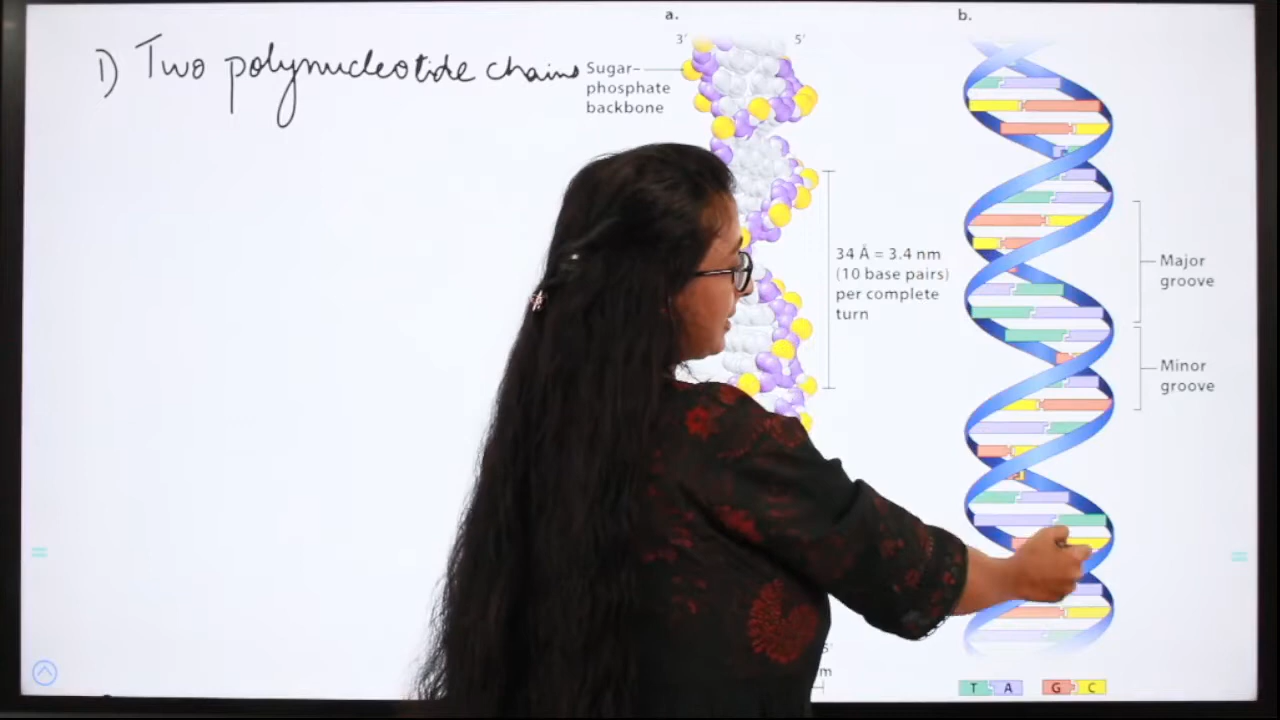 1) Two polynucleotide chains
a.
b.
3′
5′
Sugar–
phosphate
backbone
34 Å = 3.4 nm
(10 base pairs)
per complete
turn
Major
groove
Minor
groove
5′
T A G C